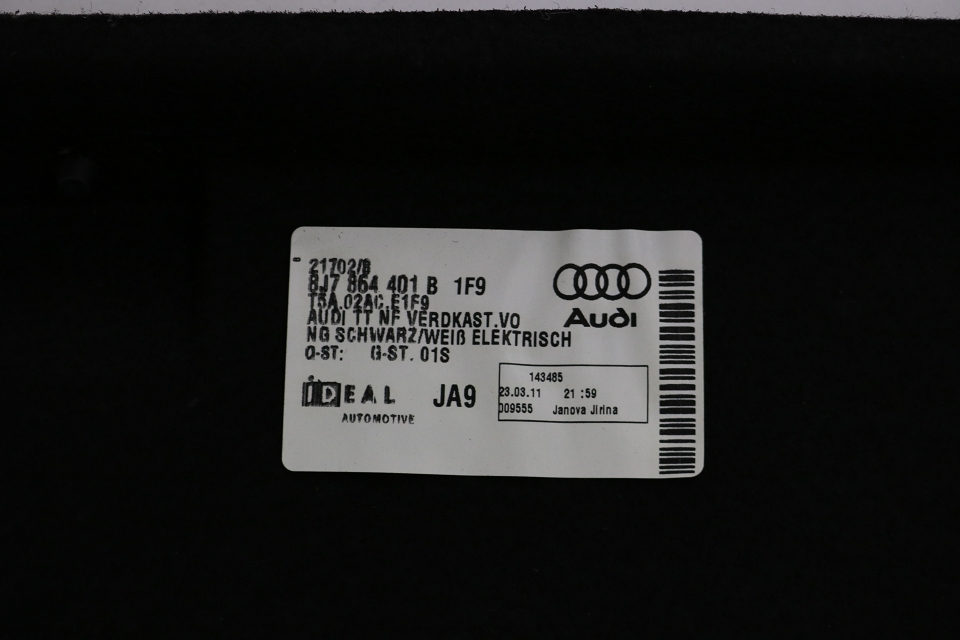 21702/B
8J7 864 401 B 1F9
T5A.02AC.E1F9
AUDI TT NF VERDKAST.VO
NG SCHWARZ/WEIß ELEKTRISCH
O-ST: G-ST. 01S
Audi
IDEAL
AUTOMOTIVE
JA9
143485
23.03.11 21:59
009555 Janova Jirina